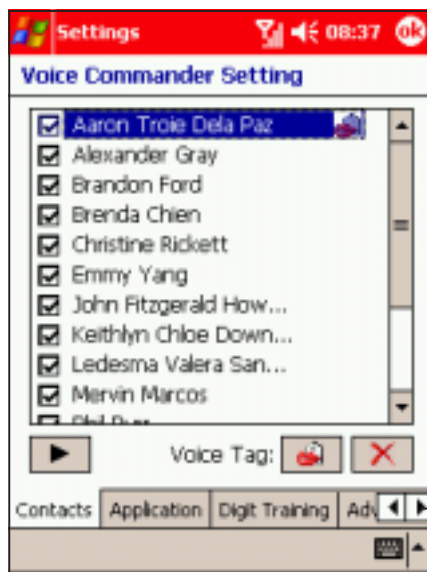 Settings 08:37 ok
Voice Commander Setting
Aaron Troie Dela Paz
Alexander Gray
Brandon Ford
Brenda Chien
Christine Rickett
Emmy Yang
John Fitzgerald How...
Keithlyn Chloe Down...
Ledesma Valera San...
Mervin Marcos
Voice Tag:
Contacts Application Digit Training Adv